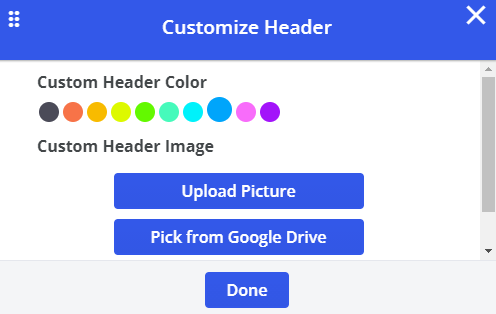 Customize Header
Custom Header Color
Custom Header Image
Upload Picture
Pick from Google Drive
Done